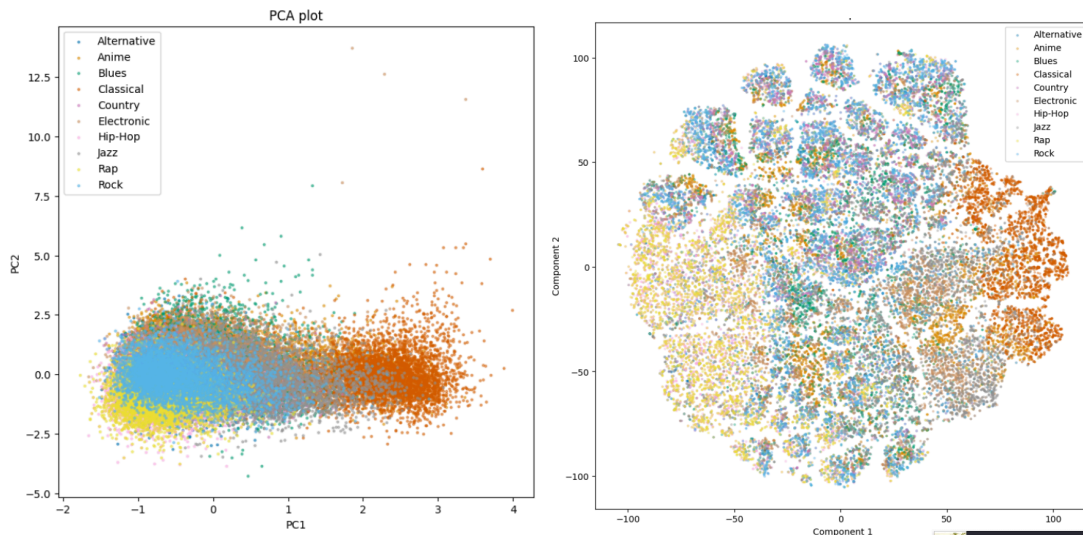 PCA plot
Alternative
Anime
Blues
Classical
Country
Electronic
Hip-Hop
Jazz
Rap
Rock
12.5
10.0
7.5
5.0
2.5
0.0
−2.5
−5.0
PC2
−2 −1 0 1 2 3 4
PC1
Alternative
Anime
Blues
Classical
Country
Electronic
Hip-Hop
Jazz
Rap
Rock
100
50
0
−50
−100
Component 2
−100 −50 0 50 100
Component 1